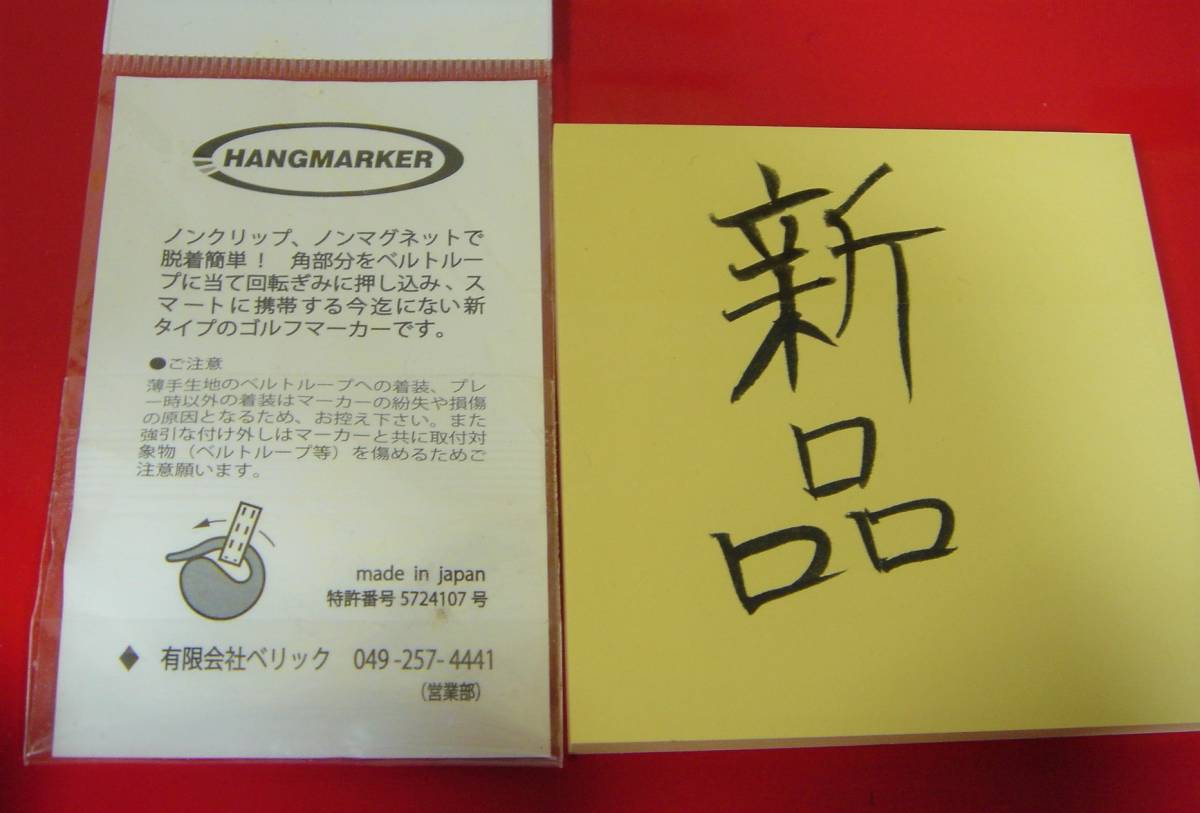 HANGMARKER
ノンクリップ、ノンマグネットで
脱着簡単！　角部分をベルトルー
プに当て回転ぎみに押し込み、ス
マートに携帯する今迄にない新
タイプのゴルフマーカーです。
●ご注意
薄手生地のベルトループへの着装、プレ
ー時以外の着装はマーカーの紛失や損傷
の原因となるため、お控え下さい。また
強引な付け外しはマーカーと共に取付対
象物（ベルトループ等）を傷めるためご
注意願います。
made in japan
特許番号 5724107 号
◆ 有限会社ベリック 049-257-4441
（営業部）
新品